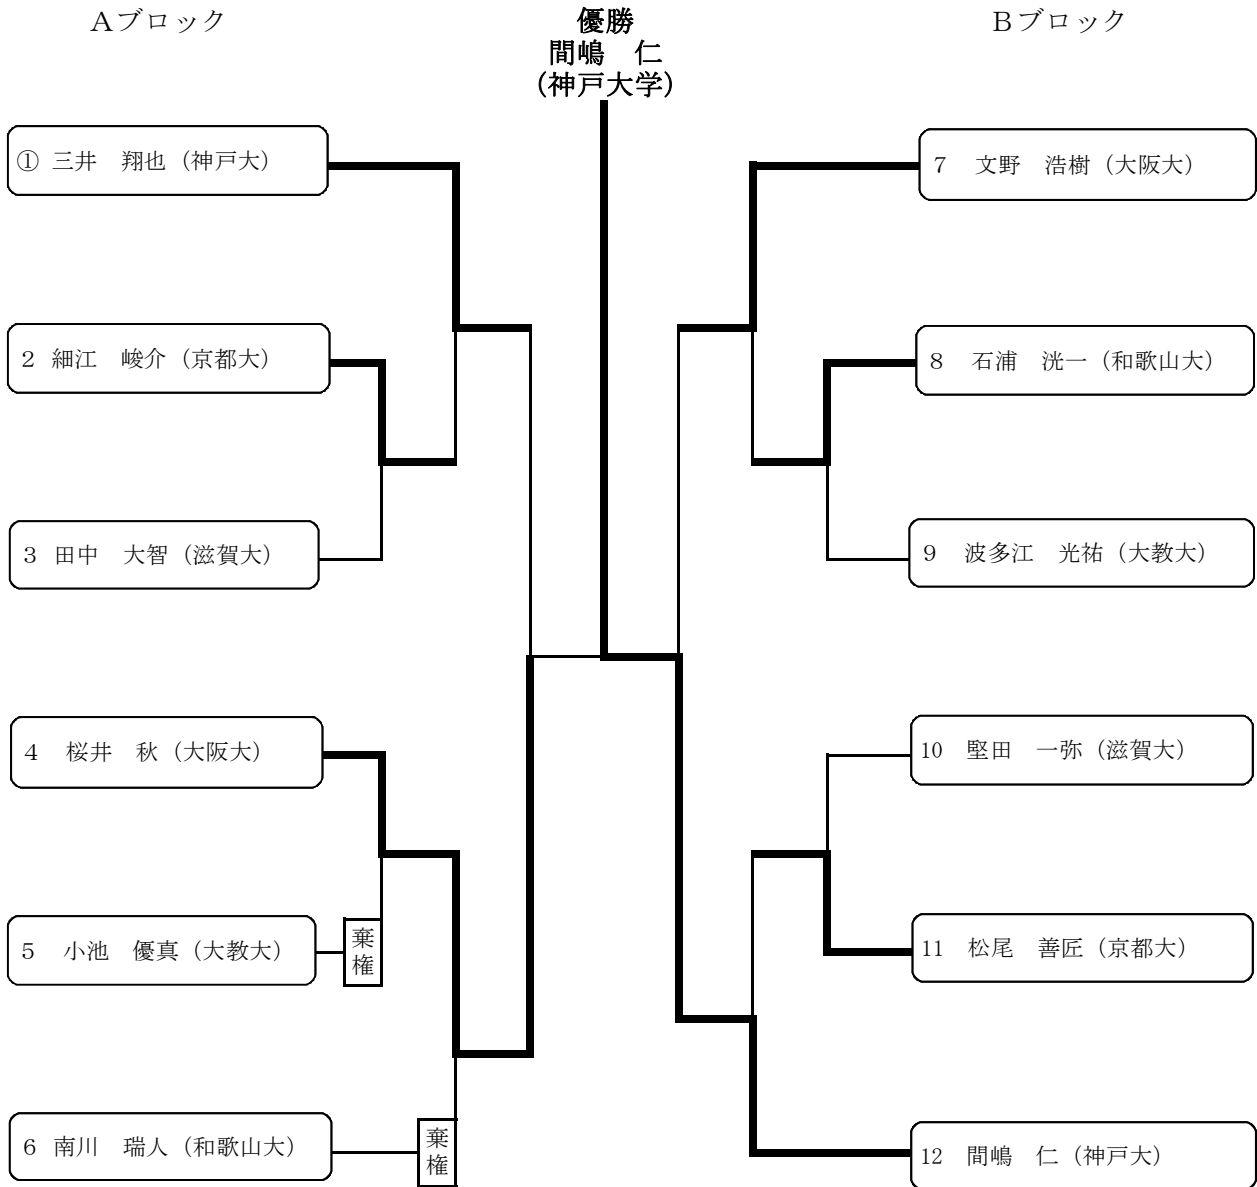 Aブロック
優勝
間嶋　仁
(神戸大学)
Bブロック
① 三井　翔也（神戸大）
2 細江　峻介（京都大）
3 田中　大智（滋賀大）
4　桜井　秋（大阪大）
5　小池　優真（大教大）
棄権
6 南川　瑞人（和歌山大）
棄権
7　文野　浩樹（大阪大）
8　石浦　洸一（和歌山大）
9　波多江　光祐（大教大）
10　堅田　一弥（滋賀大）
11　松尾　善匠（京都大）
12　間嶋　仁（神戸大）